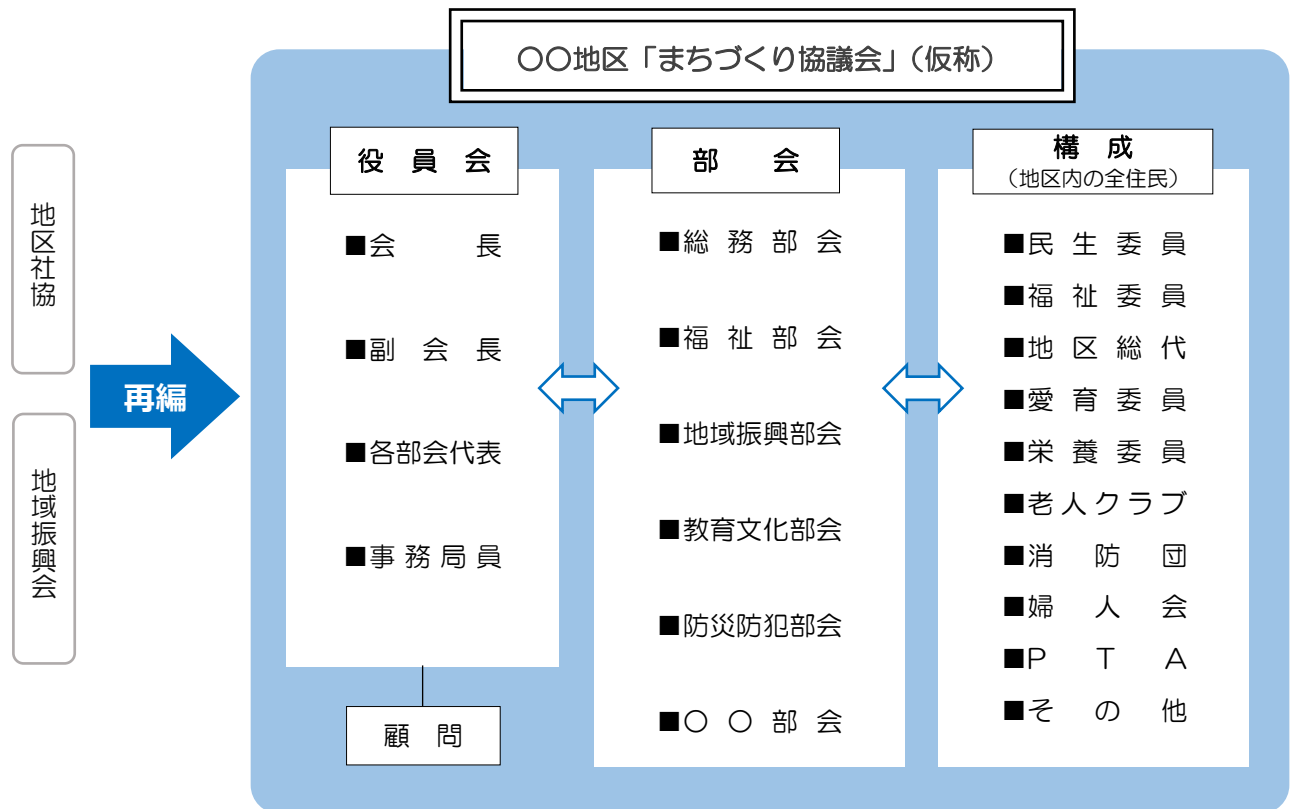 〇〇地区「まちづくり協議会」（仮称）
地区社協
地域振興会
再編
役員会
■会長
■副会長
■各部会代表
■事務局員
顧問
部会
■総務部会
■福祉部会
■地域振興部会
■教育文化部会
■防災防犯部会
■〇〇部会
構成
（地区内の全住民）
■民生委員
■福祉委員
■地区総代
■愛育委員
■栄養委員
■老人クラブ
■消防団
■婦人会
■ＰＴＡ
■その他